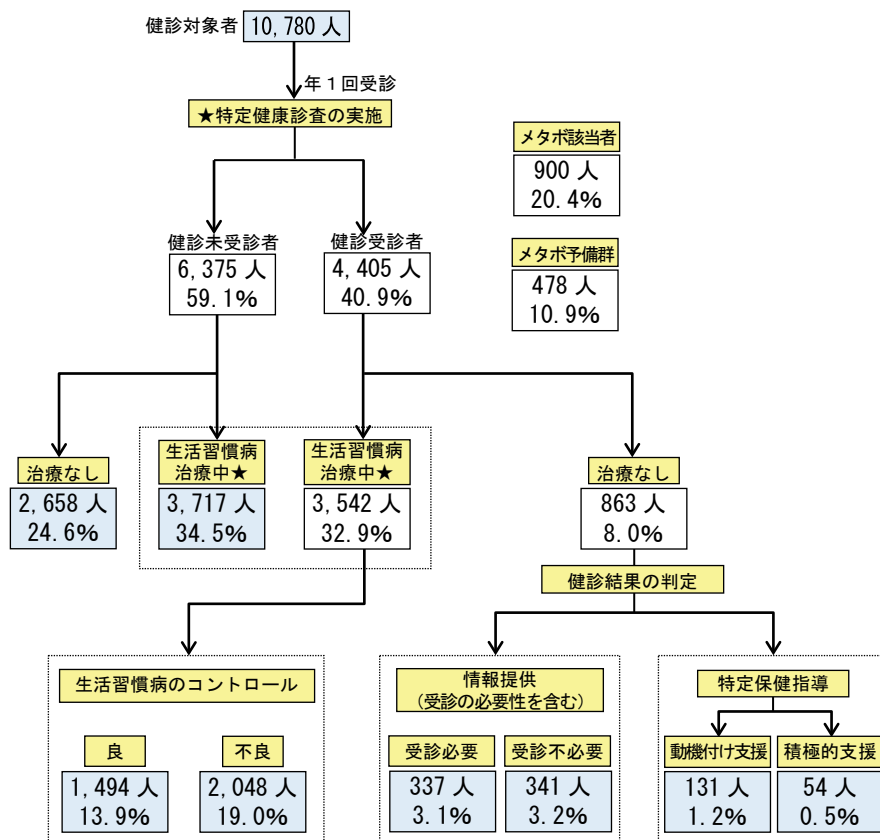 健診対象者 10,780 人
年1回受診
★特定健康診査の実施
メタボ該当者
900 人
20.4%
健診未受診者
6,375 人
59.1%
健診受診者
4,405 人
40.9%
メタボ予備群
478 人
10.9%
治療なし
2,658 人
24.6%
生活習慣病
治療中★
3,717 人
34.5%
生活習慣病
治療中★
3,542 人
32.9%
治療なし
863 人
8.0%
健診結果の判定
生活習慣病のコントロール
良
1,494 人
13.9%
不良
2,048 人
19.0%
情報提供
(受診の必要性を含む)
受診必要
337 人
3.1%
受診不必要
341 人
3.2%
特定保健指導
動機付け支援
131 人
1.2%
積極的支援
54 人
0.5%